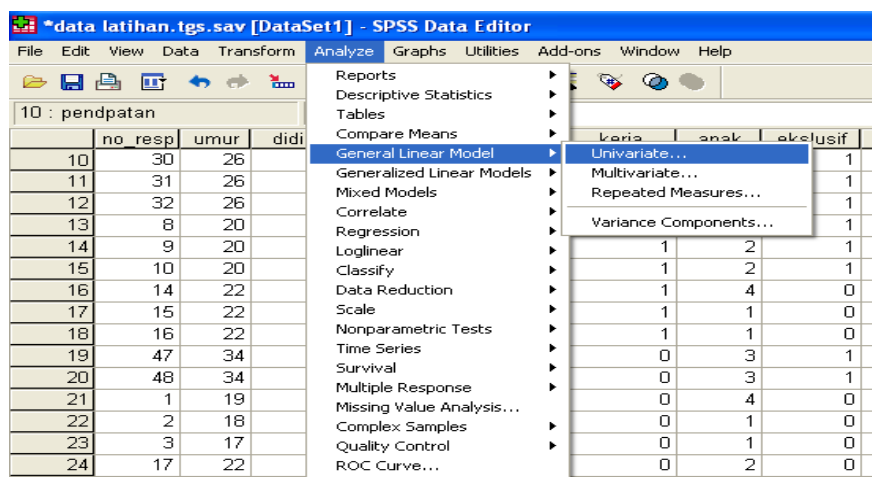 *data latihan.tgs.sav [DataSet1] - SPSS Data Editor
File Edit View Data Transform Analyze Graphs Utilities Add-ons Window Help
10 : pendpatan
no_resp umur didi kerja anak ekslusif
10 30 26 1
11 31 26 1
12 32 26 1
13 8 20 1
14 9 20 1 2 1
15 10 20 1 2 1
16 14 22 1 4 0
17 15 22 1 1 0
18 16 22 1 1 0
19 47 34 0 3 1
20 48 34 0 3 1
21 1 19 0 4 0
22 2 18 0 1 0
23 3 17 0 1 0
24 17 22 0 2 0
Reports
Descriptive Statistics
Tables
Compare Means
General Linear Model
Generalized Linear Models
Mixed Models
Correlate
Regression
Loglinear
Classify
Data Reduction
Scale
Nonparametric Tests
Time Series
Survival
Multiple Response
Missing Value Analysis...
Complex Samples
Quality Control
ROC Curve...
Univariate...
Multivariate...
Repeated Measures...
Variance Components...